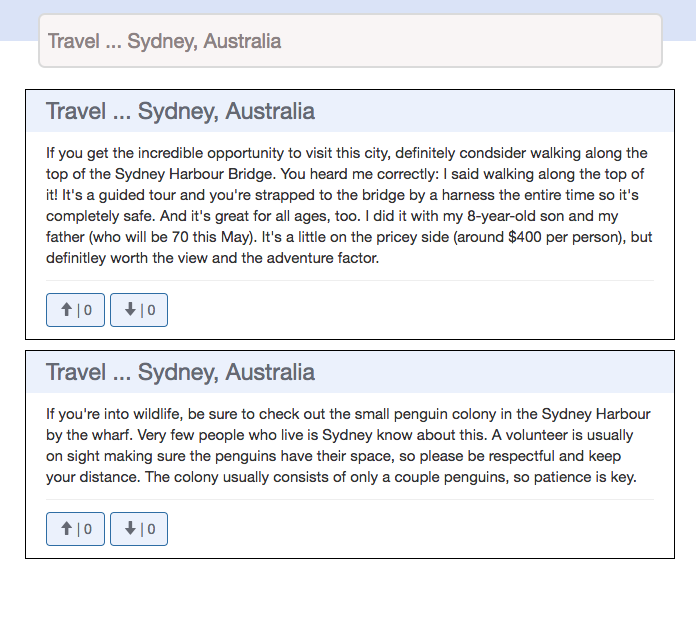 Travel ... Sydney, Australia
Travel ... Sydney, Australia
If you get the incredible opportunity to visit this city, definitely condsider walking along the
top of the Sydney Harbour Bridge. You heard me correctly: I said walking along the top of
it! It's a guided tour and you're strapped to the bridge by a harness the entire time so it's
completely safe. And it's great for all ages, too. I did it with my 8-year-old son and my
father (who will be 70 this May). It's a little on the pricey side (around $400 per person), but
definitley worth the view and the adventure factor.
| 0 | 0
Travel ... Sydney, Australia
If you're into wildlife, be sure to check out the small penguin colony in the Sydney Harbour
by the wharf. Very few people who live is Sydney know about this. A volunteer is usually
on sight making sure the penguins have their space, so please be respectful and keep
your distance. The colony usually consists of only a couple penguins, so patience is key.
| 0 | 0